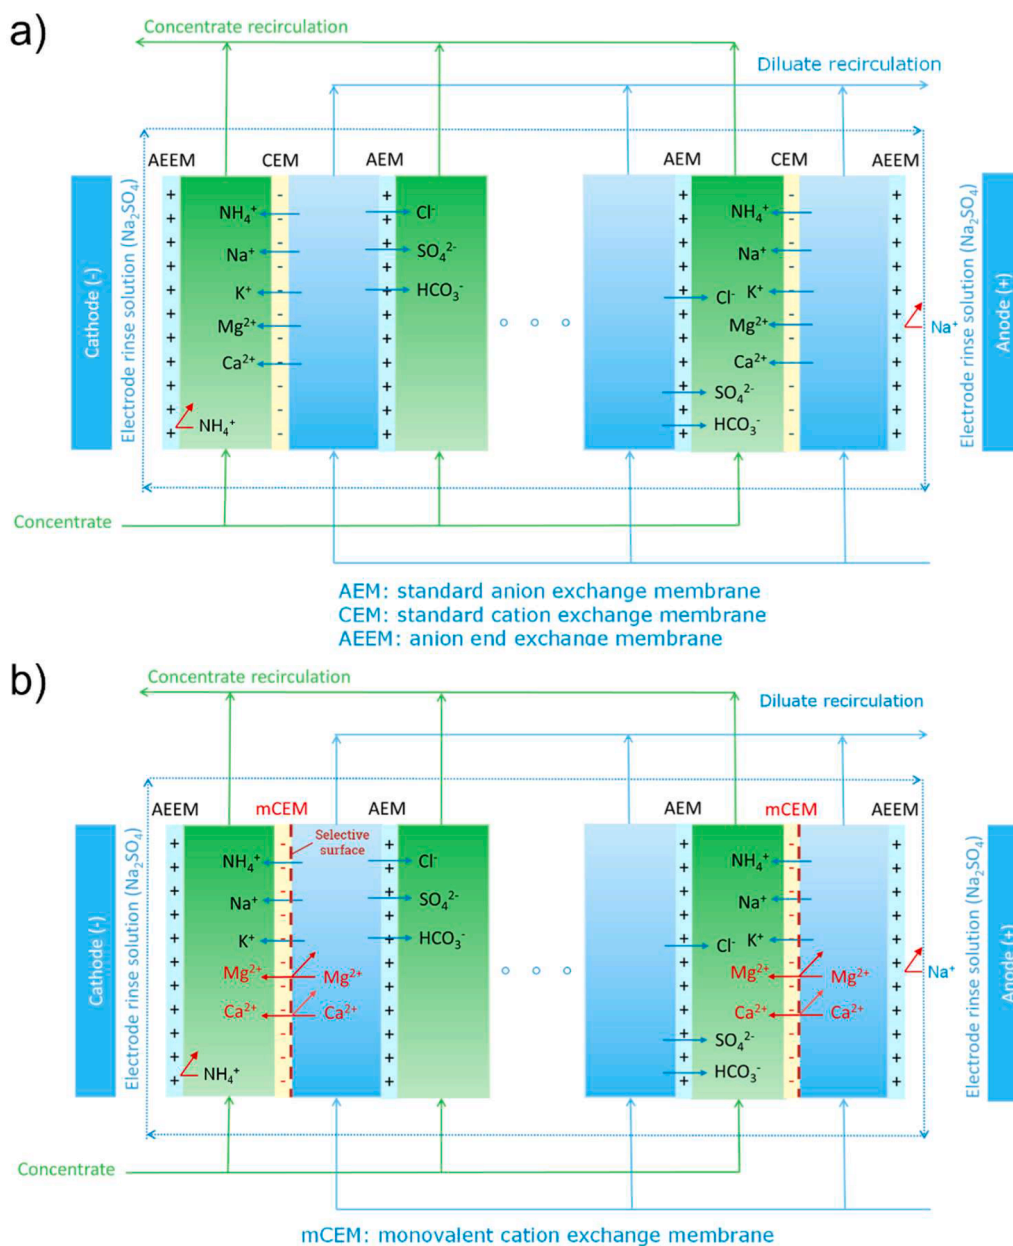 a)
Concentrate recirculation
Diluate recirculation
AEEM CEM AEM AEM CEM AEEM
Cathode (-)
Electrode rinse solution (Na₂SO₄)
+ + + + + + + + + + + +
NH₄⁺
Na⁺
K⁺
Mg²⁺
Ca²⁺
NH₄⁺
- - - - - - - - - - - -
+ + + + + + + + + + + +
Cl⁻
SO₄²⁻
HCO₃⁻
+ + + + + + + + + + + +
NH₄⁺
Na⁺
Cl⁻ K⁺
Mg²⁺
Ca²⁺
SO₄²⁻
HCO₃⁻
- - - - - - - - - - - -
+ + + + + + + + + + + +
Na⁺
Electrode rinse solution (Na₂SO₄)
Anode (+)
Concentrate
AEM: standard anion exchange membrane
CEM: standard cation exchange membrane
AEEM: anion end exchange membrane
b)
Concentrate recirculation
Diluate recirculation
AEEM mCEM AEM AEM mCEM AEEM
Cathode (-)
Electrode rinse solution (Na₂SO₄)
+ + + + + + + + + + + +
NH₄⁺
Na⁺
K⁺
Mg²⁺ Mg²⁺
Ca²⁺ Ca²⁺
NH₄⁺
- - - - - - - - - - - -
Selective
surface
+ + + + + + + + + + + +
Cl⁻
SO₄²⁻
HCO₃⁻
+ + + + + + + + + + + +
NH₄⁺
Na⁺
Cl⁻ K⁺
Mg²⁺ Mg²⁺
Ca²⁺ Ca²⁺
SO₄²⁻
HCO₃⁻
- - - - - - - - - - - -
+ + + + + + + + + + + +
Na⁺
Electrode rinse solution (Na₂SO₄)
Anode (+)
Concentrate
mCEM: monovalent cation exchange membrane